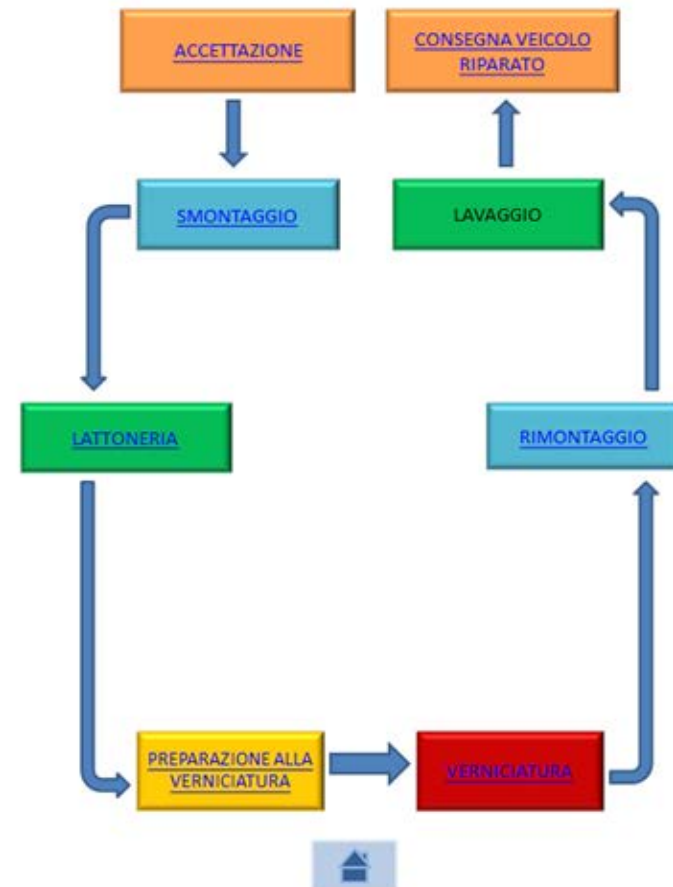 ACCETTAZIONE
CONSEGNA VEICOLO
RIPARATO
SMONTAGGIO
LAVAGGIO
LATTONERIA
RIMONTAGGIO
PREPARAZIONE ALLA
VERNICIATURA
VERNICIATURA